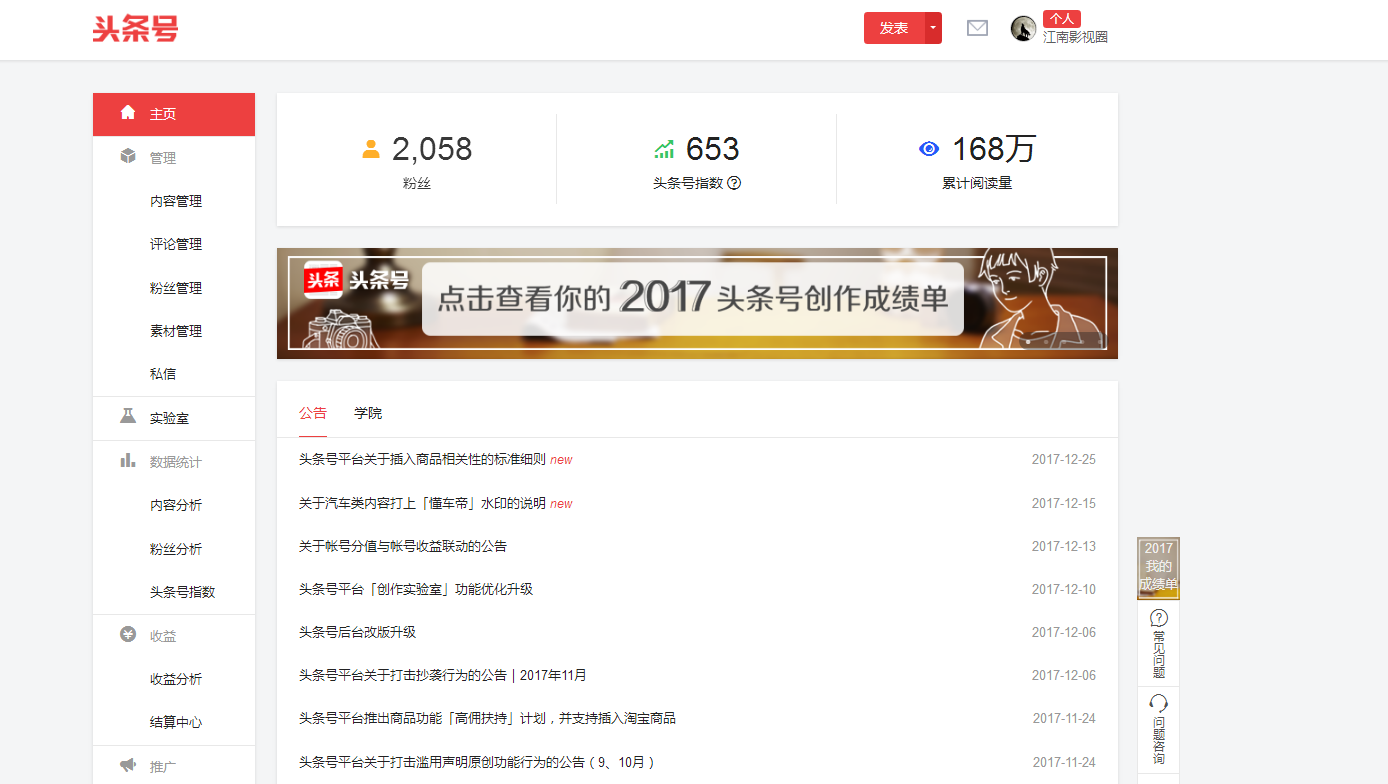 头条号
发表
个人
江南影视圈
主页
管理
内容管理
评论管理
粉丝管理
素材管理
私信
实验室
数据统计
内容分析
粉丝分析
头条号指数
收益
收益分析
结算中心
推广
2,058
粉丝
653
头条号指数 ?
168万
累计阅读量
头条 头条号
点击查看你的 2017 头条号创作成绩单
公告 学院
头条号平台关于插入商品相关性的标准细则 new 2017-12-25
关于汽车类内容打上「懂车帝」水印的说明 new 2017-12-15
关于帐号分值与帐号收益联动的公告 2017-12-13
头条号平台「创作实验室」功能优化升级 2017-12-10
头条号后台改版升级 2017-12-06
头条号平台关于打击抄袭行为的公告 | 2017年11月 2017-12-06
头条号平台推出商品功能「高佣扶持」计划，并支持插入淘宝商品 2017-11-24
头条号平台关于打击滥用声明原创功能行为的公告（9、10月） 2017-11-24
2017
我的
成绩单
?
常见问题
问题咨询